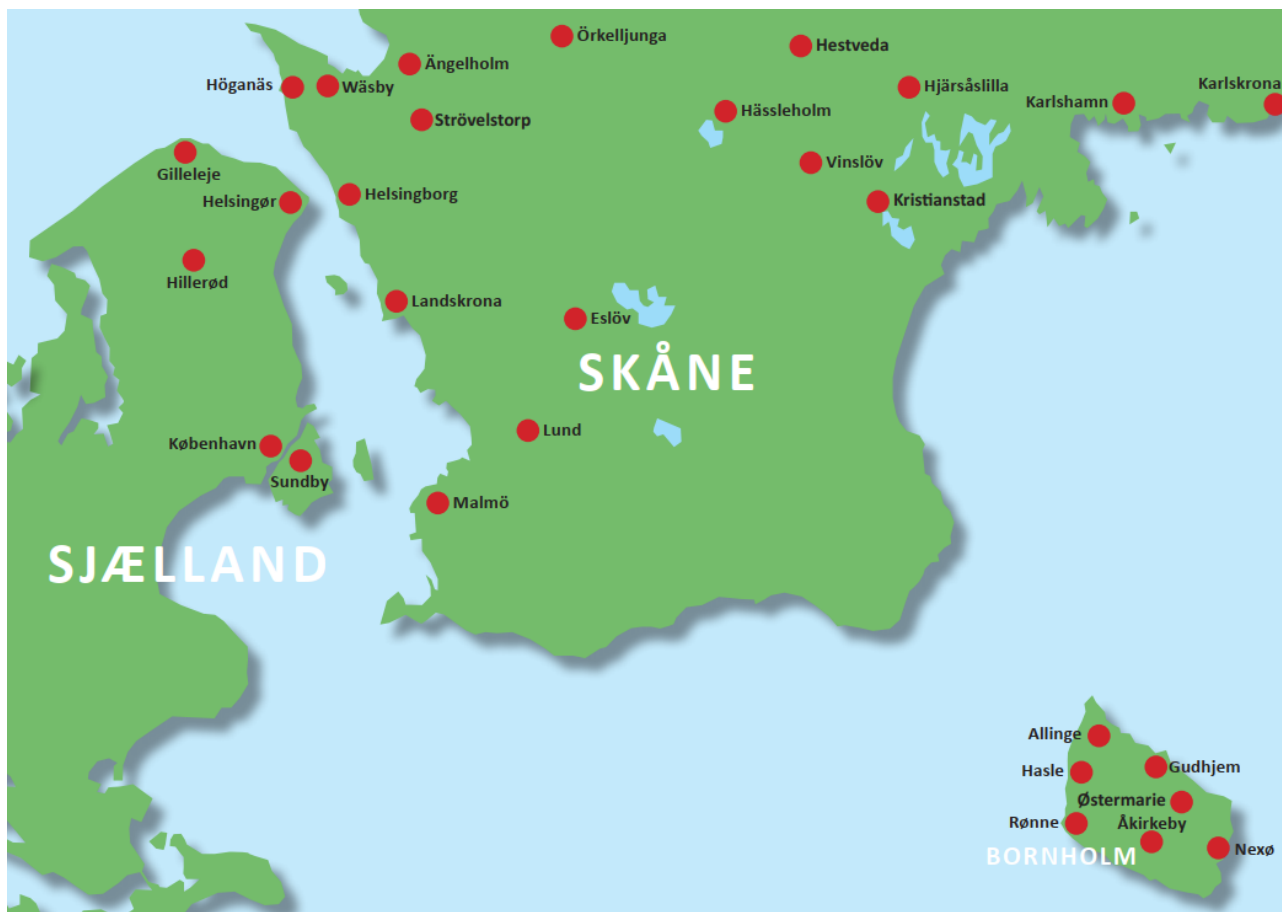 Örkelljunga
Hestveda
Ängelholm
Höganäs
Wäsby
Hjärsåslilla
Karlskrona
Karlshamn
Strövelstorp
Hässleholm
Gilleleje
Vinslöv
Helsingør
Helsingborg
Kristianstad
Hillerød
Landskrona
Eslöv
SKÅNE
København
Lund
Sundby
Malmö
SJÆLLAND
Allinge
Hasle
Gudhjem
Østermarie
Rønne
Åkirkeby
BORNHOLM
Nexø